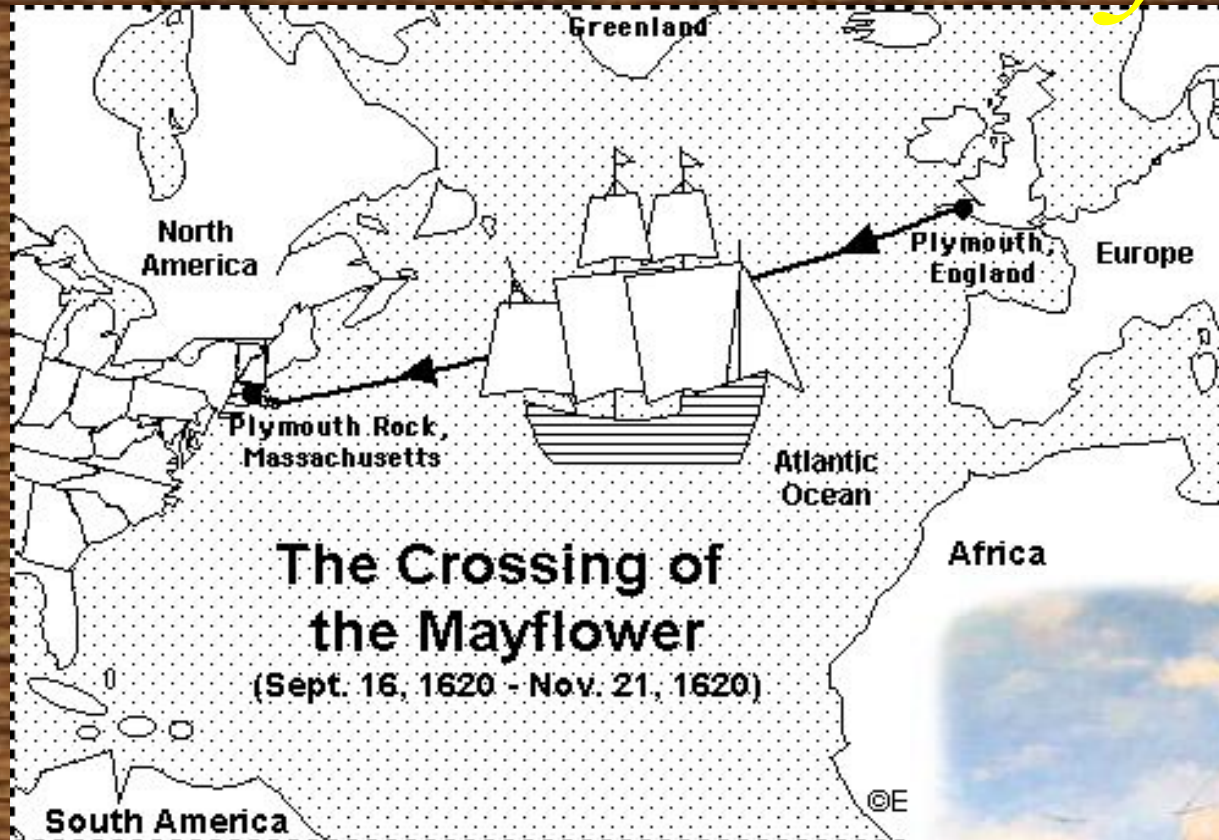 Greenland
North
America
Plymouth,
England
Europe
Plymouth Rock,
Massachusetts
Atlantic
Ocean
The Crossing of
the Mayflower
(Sept. 16, 1620 - Nov. 21, 1620)
Africa
©E
South America